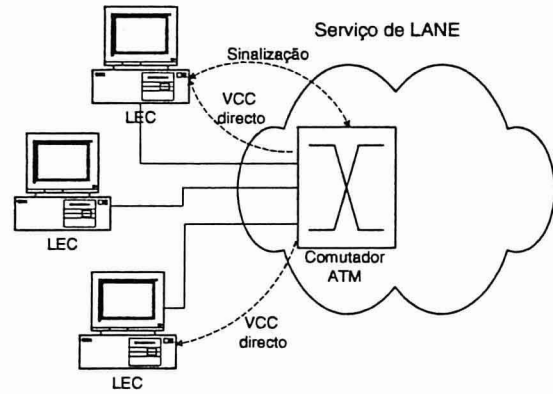 Serviço de LANE
Sinalização
VCC
directo
LEC
LEC
Comutador
ATM
VCC
directo
LEC